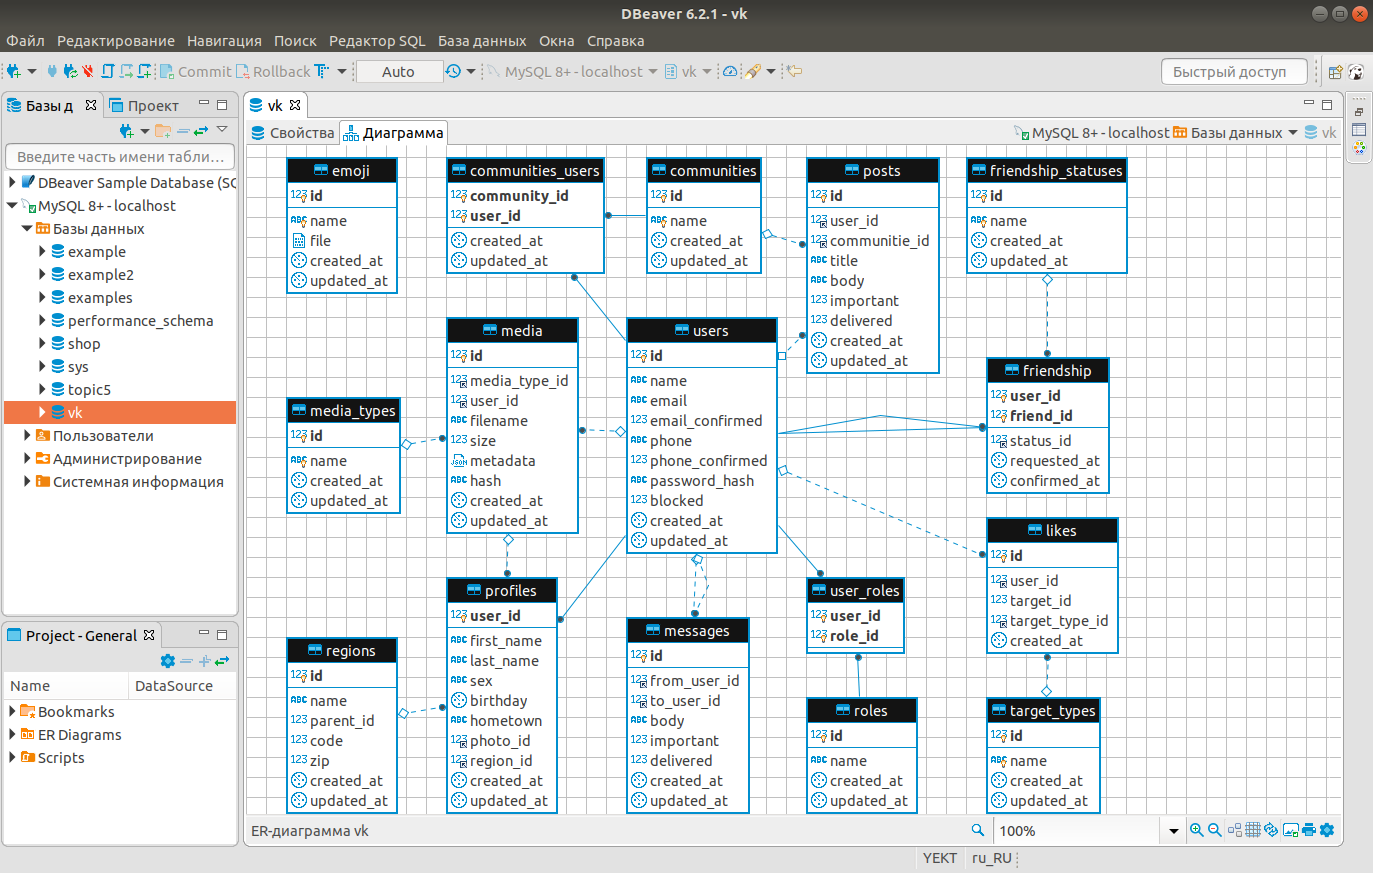 DBeaver 6.2.1 - vk
Файл Редактирование Навигация Поиск Редактор SQL База данных Окна Справка
Commit Rollback Auto MySQL 8+ - localhost vk Быстрый доступ
Базы д Проект
Введите часть имени табли...
DBeaver Sample Database (SQ
MySQL 8+ - localhost
Базы данных
example
example2
examples
performance_schema
shop
sys
topic5
vk
Пользователи
Администрирование
Системная информация
Project - General
Name DataSource
Bookmarks
ER Diagrams
Scripts
vk
Свойства Диаграмма MySQL 8+ - localhost Базы данных vk
emoji
id
name
file
created_at
updated_at
communities_users
community_id
user_id
created_at
updated_at
communities
id
name
created_at
updated_at
posts
id
user_id
communitie_id
title
body
important
delivered
created_at
updated_at
friendship_statuses
id
name
created_at
updated_at
media
id
media_type_id
user_id
filename
size
metadata
hash
created_at
updated_at
users
id
name
email
email_confirmed
phone
phone_confirmed
password_hash
blocked
created_at
updated_at
friendship
user_id
friend_id
status_id
requested_at
confirmed_at
media_types
id
name
created_at
updated_at
likes
id
user_id
target_id
target_type_id
created_at
profiles
user_id
first_name
last_name
sex
birthday
hometown
photo_id
region_id
created_at
updated_at
user_roles
user_id
role_id
messages
id
from_user_id
to_user_id
body
important
delivered
created_at
updated_at
regions
id
name
parent_id
code
zip
created_at
updated_at
roles
id
name
created_at
updated_at
target_types
id
name
created_at
updated_at
ER-диаграмма vk 100%
YEKT ru_RU